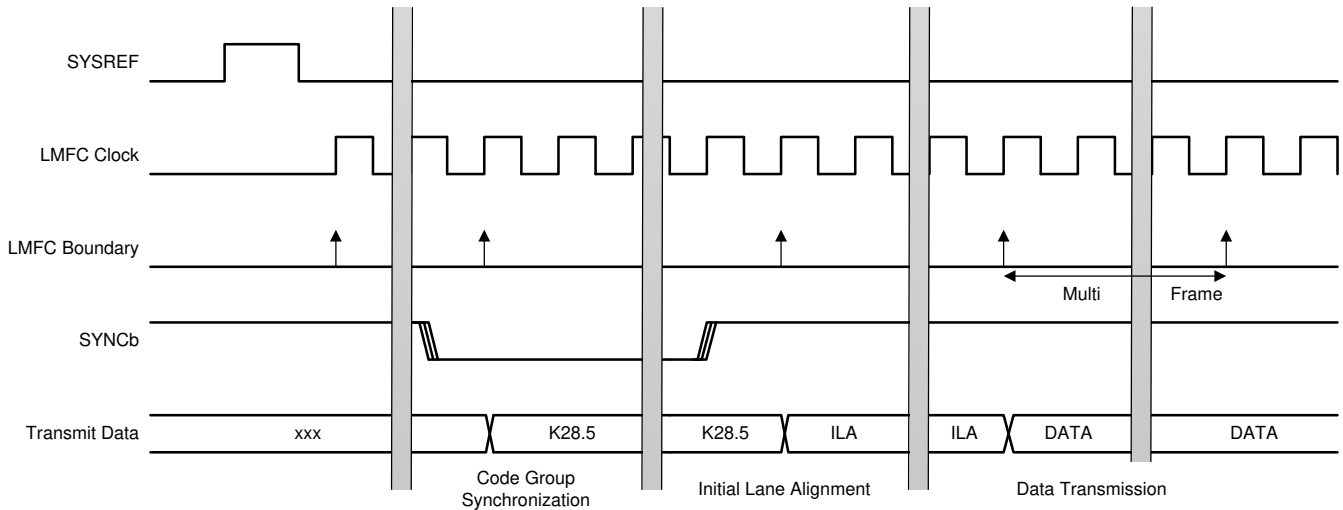 SYSREF
LMFC Clock
LMFC Boundary
Multi Frame
SYNCb
Transmit Data
xxx
K28.5
K28.5
ILA
ILA
DATA
DATA
Code Group
Synchronization
Initial Lane Alignment
Data Transmission